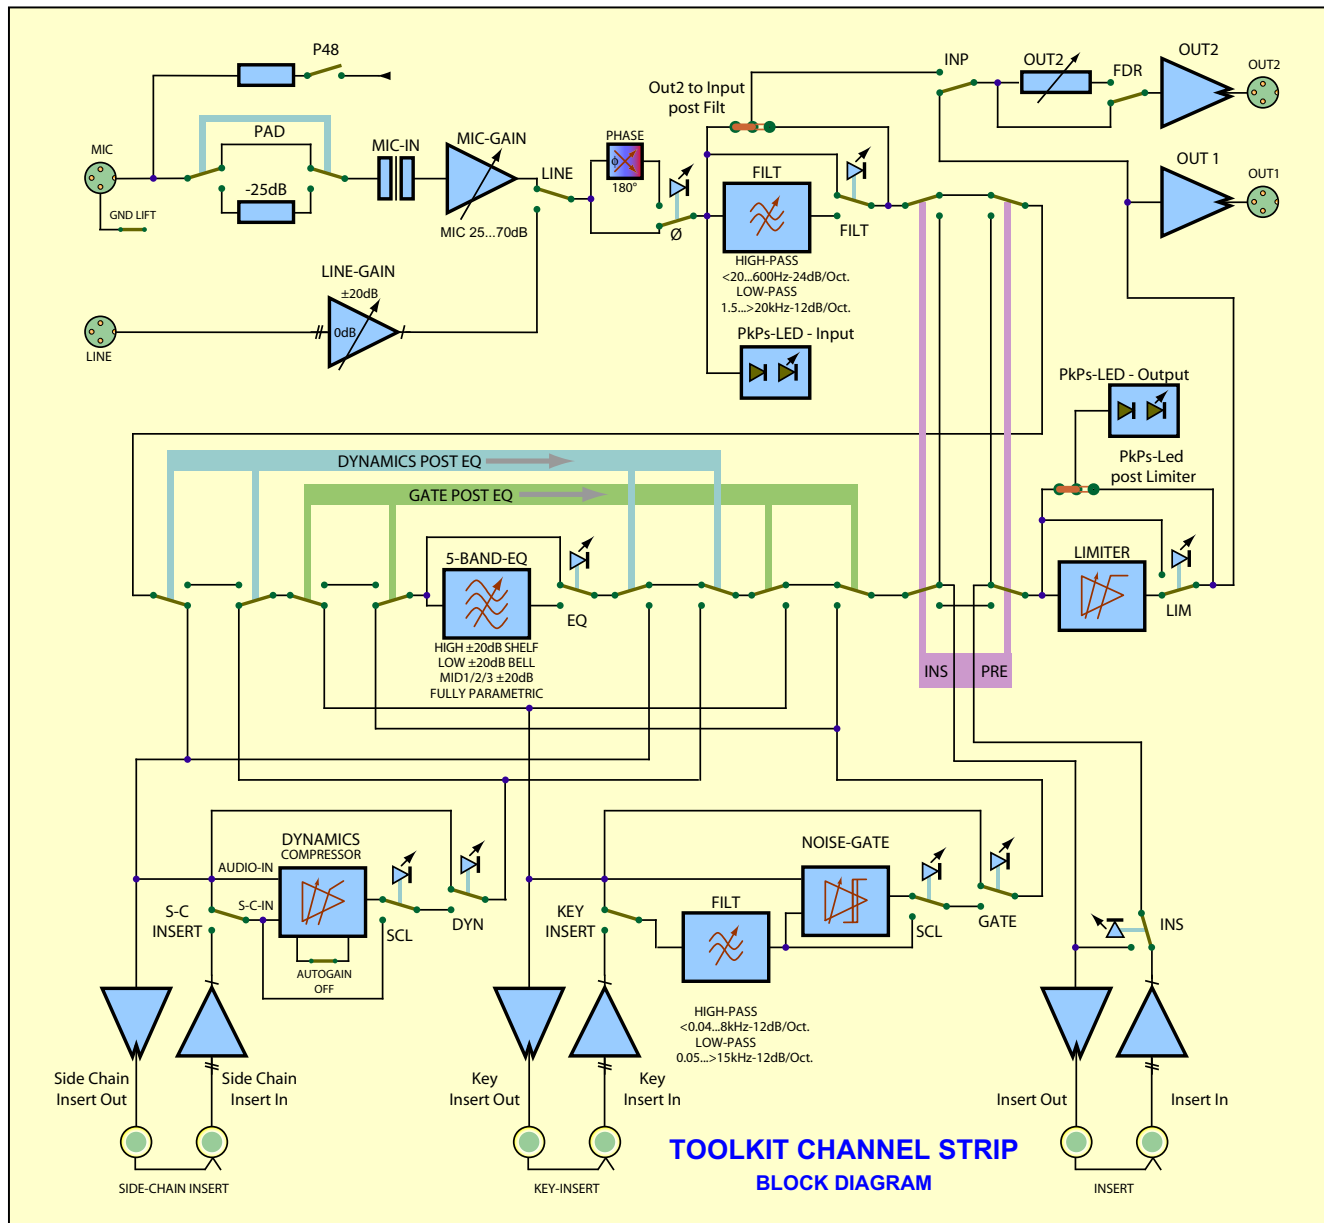 P48
MIC
PAD
-25dB
GND LIFT
MIC-IN
MIC-GAIN
MIC 25...70dB
LINE
PHASE
ϕ
180°
Ø
Out2 to Input
post Filt
FILT
FILT
HIGH-PASS
<20...600Hz-24dB/Oct.
LOW-PASS
1.5...>20kHz-12dB/Oct.
INP
OUT2
FDR
OUT2
OUT2
OUT 1
OUT1
LINE-GAIN
±20dB
0dB
LINE
PkPs-LED - Input
PkPs-LED - Output
PkPs-Led
post Limiter
DYNAMICS POST EQ
GATE POST EQ
5-BAND-EQ
EQ
HIGH ±20dB SHELF
LOW ±20dB BELL
MID1/2/3 ±20dB
FULLY PARAMETRIC
LIMITER
LIM
INS
PRE
DYNAMICS
COMPRESSOR
AUDIO-IN
S-C-IN
S-C
INSERT
AUTOGAIN
OFF
SCL
DYN
NOISE-GATE
KEY
INSERT
FILT
SCL
GATE
HIGH-PASS
<0.04...8kHz-12dB/Oct.
LOW-PASS
0.05...>15kHz-12dB/Oct.
INS
Side Chain
Insert Out
Side Chain
Insert In
Key
Insert Out
Key
Insert In
Insert Out
Insert In
SIDE-CHAIN INSERT
KEY-INSERT
INSERT
TOOLKIT CHANNEL STRIP
BLOCK DIAGRAM